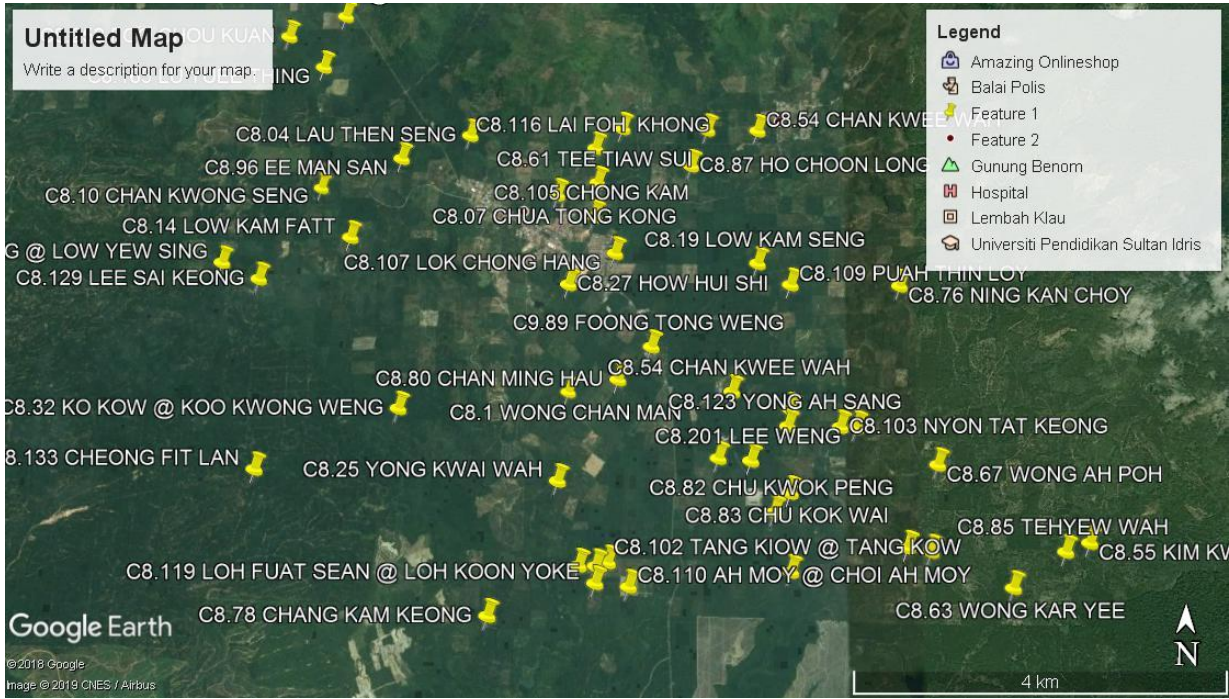 Untitled Map
Write a description for your map.
Legend
Amazing Onlineshop
Balai Polis
Feature 1
Feature 2
Gunung Benom
Hospital
Lembah Klau
Universiti Pendidikan Sultan Idris
C8.04 LAU THEN SENG
C8.116 LAI FOH KHONG
C8.54 CHAN KWEE WAH
C8.96 EE MAN SAN
C8.61 TEE TIAW SUI
C8.87 HO CHOON LONG
C8.10 CHAN KWONG SENG
C8.105 CHONG KAM
C8.14 LOW KAM FATT
C8.07 CHUA TONG KONG
G @ LOW YEW SING
C8.19 LOW KAM SENG
C8.107 LOK CHONG HANG
C8.129 LEE SAI KEONG
C8.27 HOW HUI SHI
C8.109 PUAH THIN LOY
C8.76 NING KAN CHOY
C9.89 FOONG TONG WENG
C8.54 CHAN KWEE WAH
C8.80 CHAN MING HAU
C8.32 KO KOW @ KOO KWONG WENG
C8.1 WONG CHAN MAN
C8.123 YONG AH SANG
C8.103 NYON TAT KEONG
C8.201 LEE WENG
8.133 CHEONG FIT LAN
C8.25 YONG KWAI WAH
C8.67 WONG AH POH
C8.82 CHU KWOK PENG
C8.83 CHU KOK WAI
C8.85 TEHYEW WAH
C8.102 TANG KIOW @ TANG KOW
C8.55 KIM KW
C8.119 LOH FUAT SEAN @ LOH KOON YOKE
C8.110 AH MOY @ CHOI AH MOY
C8.78 CHANG KAM KEONG
C8.63 WONG KAR YEE
Google Earth
©2018 Google
Image © 2019 CNES / Airbus
4 km
N